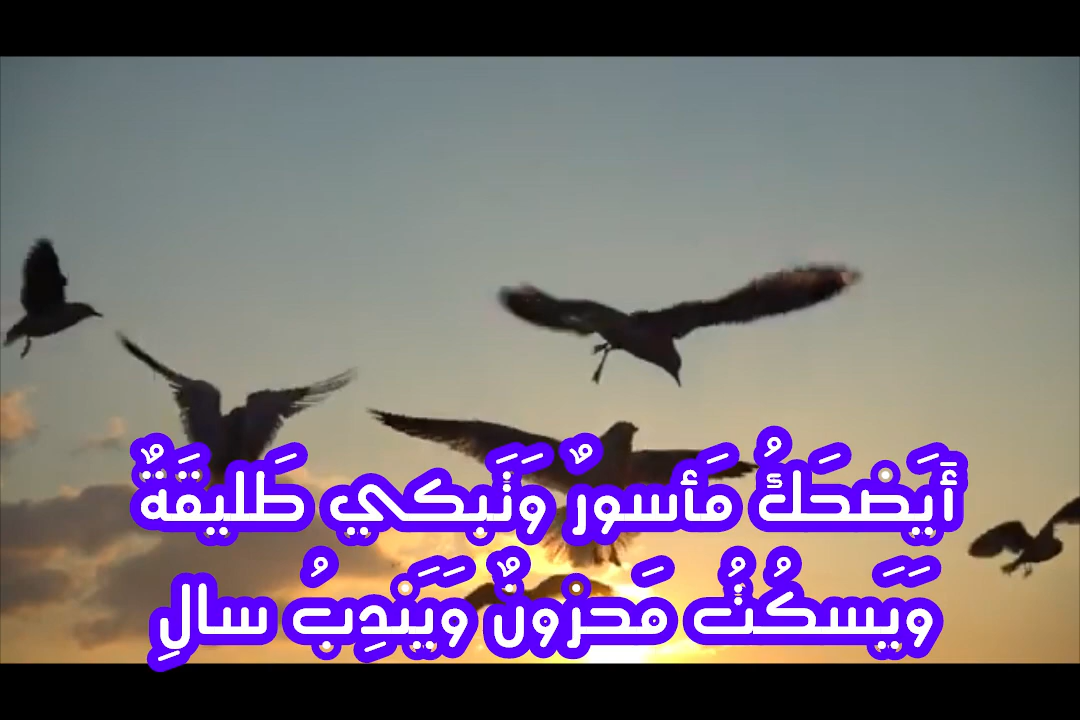 أَيَضْحَكُ مَأسورٌ وَتَبكي طَليقَةٌ
وَيَسكُتُ مَحزونٌ وَيَندِبُ سالِ